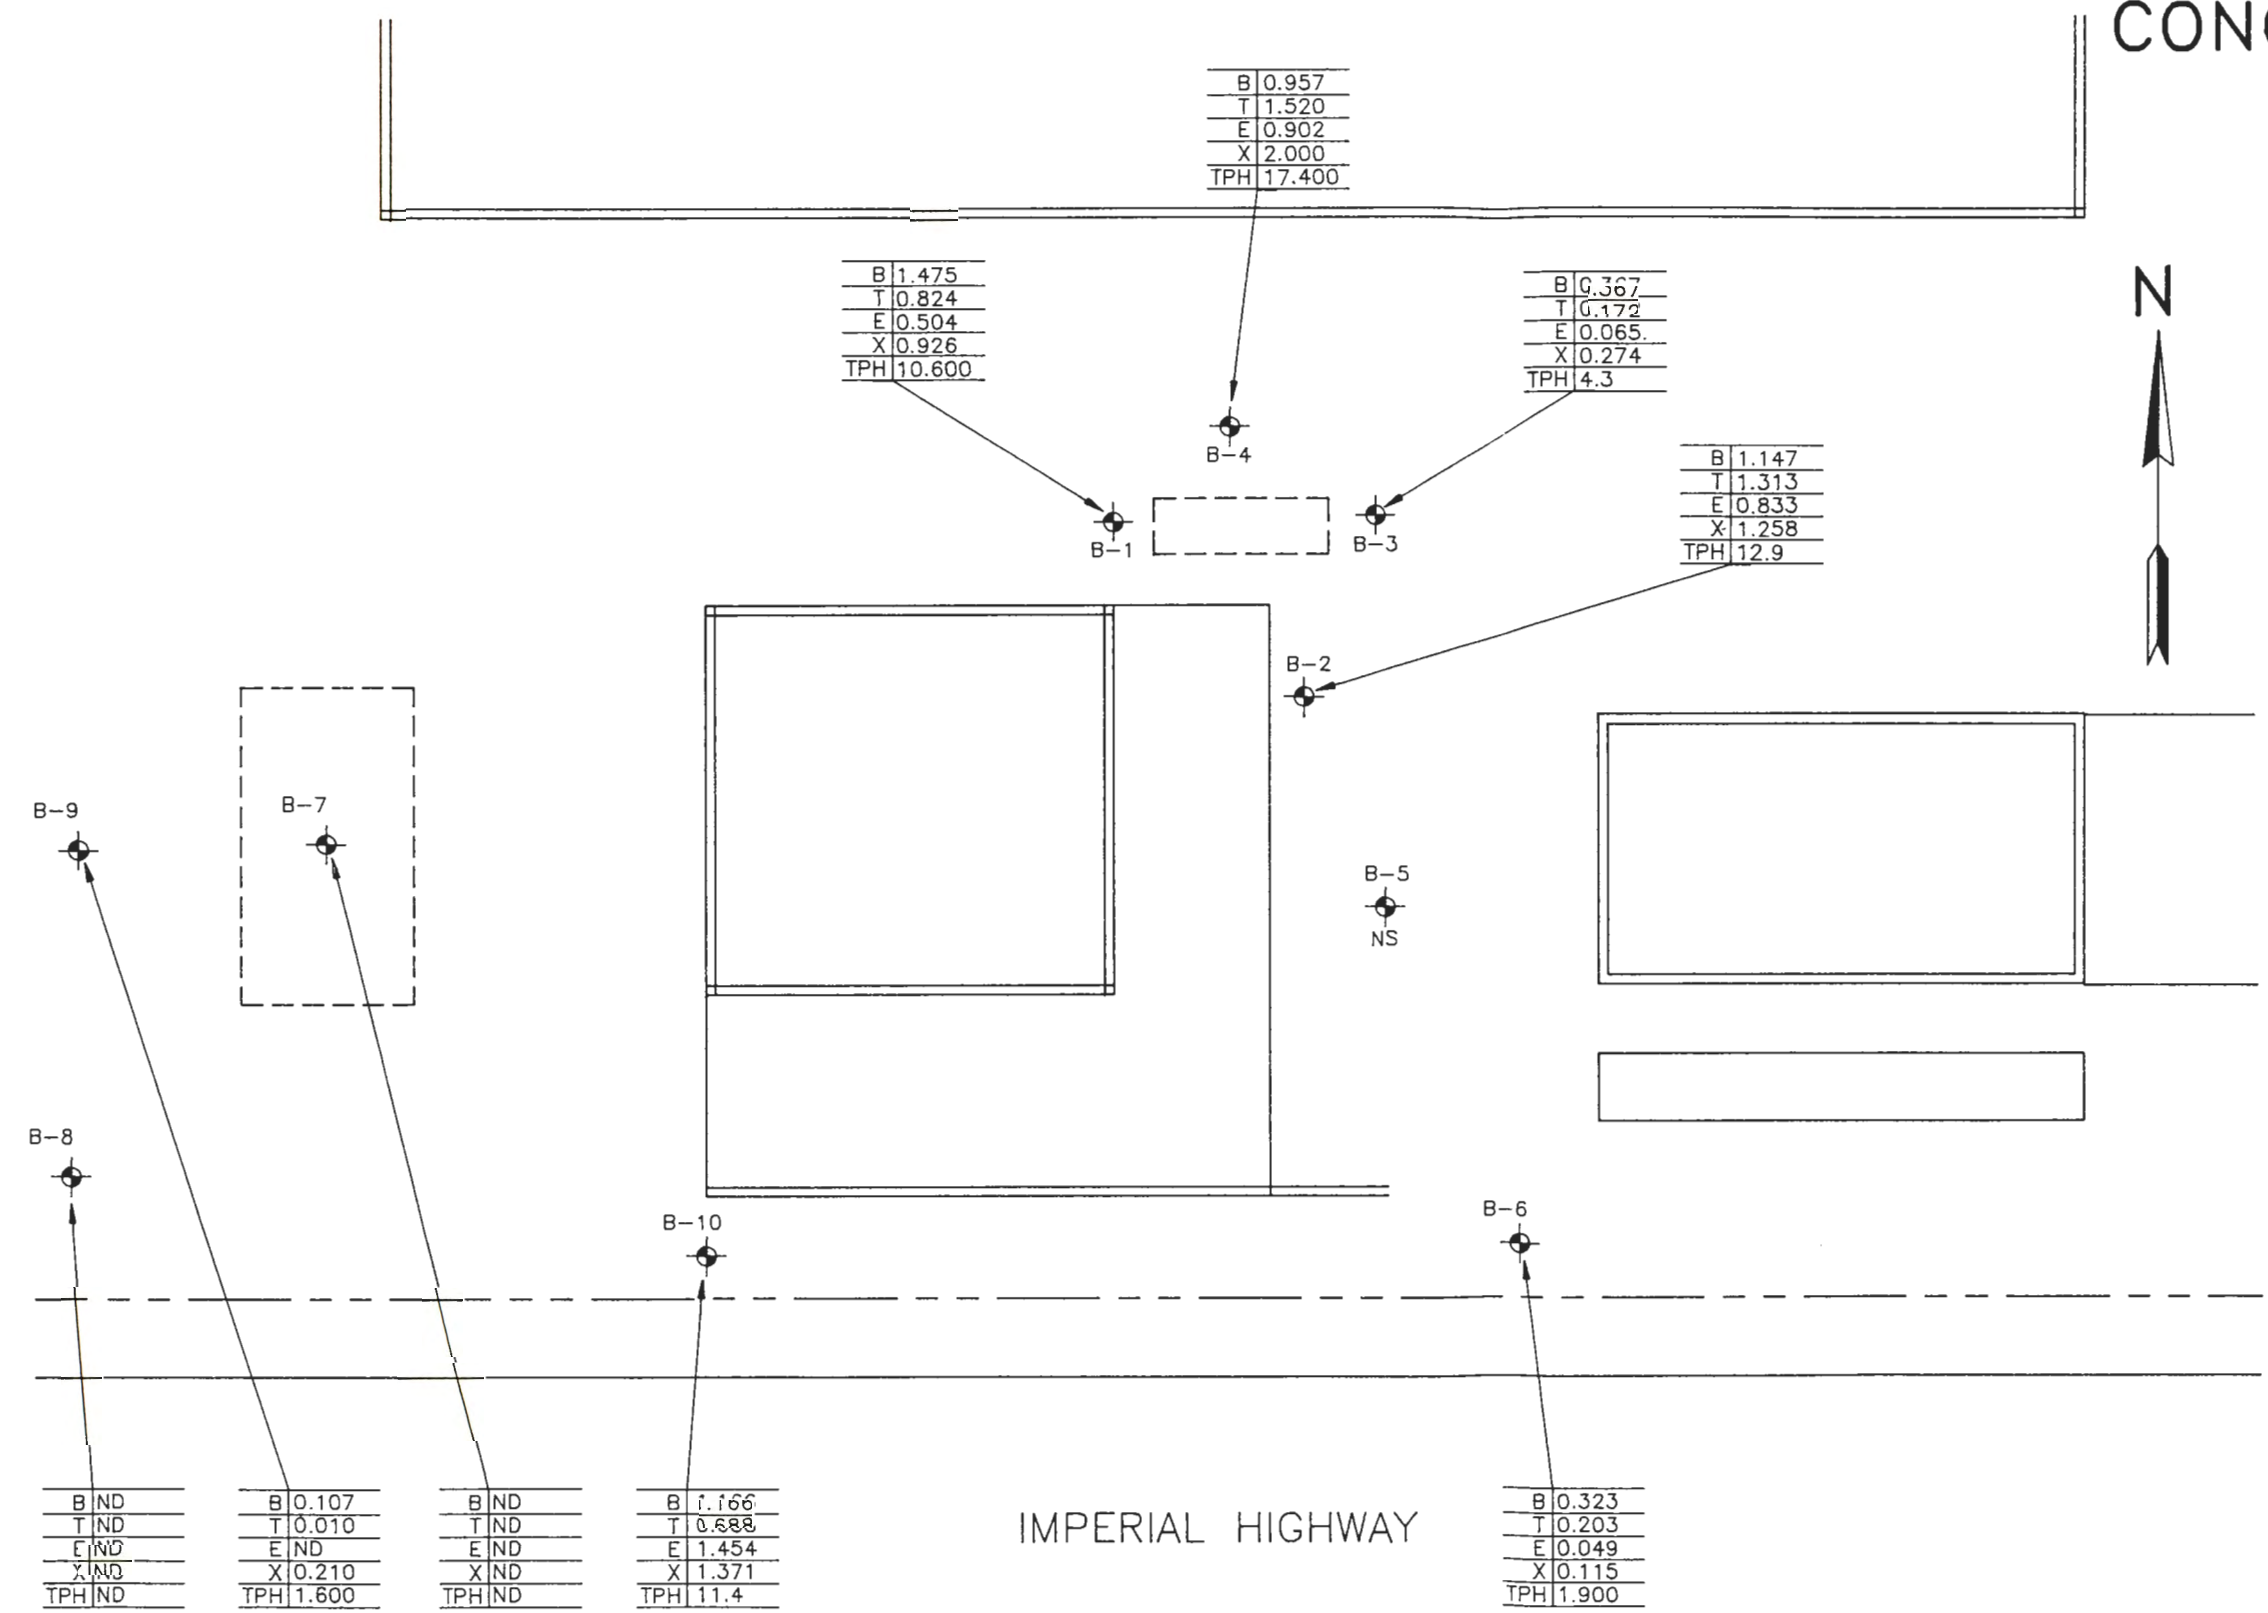 CONC
B 0.957
T 1.520
E 0.902
X 2.000
TPH 17.400
B 1.475
T 0.824
E 0.504
X 0.926
TPH 10.600
B 0.367
T 0.172
E 0.065.
X 0.274
TPH 4.3
N
B-4
B 1.147
T 1.313
E 0.833
X 1.258
TPH 12.9
B-1
B-3
B-2
B-9
B-7
B-5
NS
B-8
B-10
B-6
B ND
T ND
E ND
X ND
TPH ND
B 0.107
T 0.010
E ND
X 0.210
TPH 1.600
B ND
T ND
E ND
X ND
TPH ND
B 1.166
T 0.688
E 1.454
X 1.371
TPH 11.4
IMPERIAL HIGHWAY
B 0.323
T 0.203
E 0.049
X 0.115
TPH 1.900